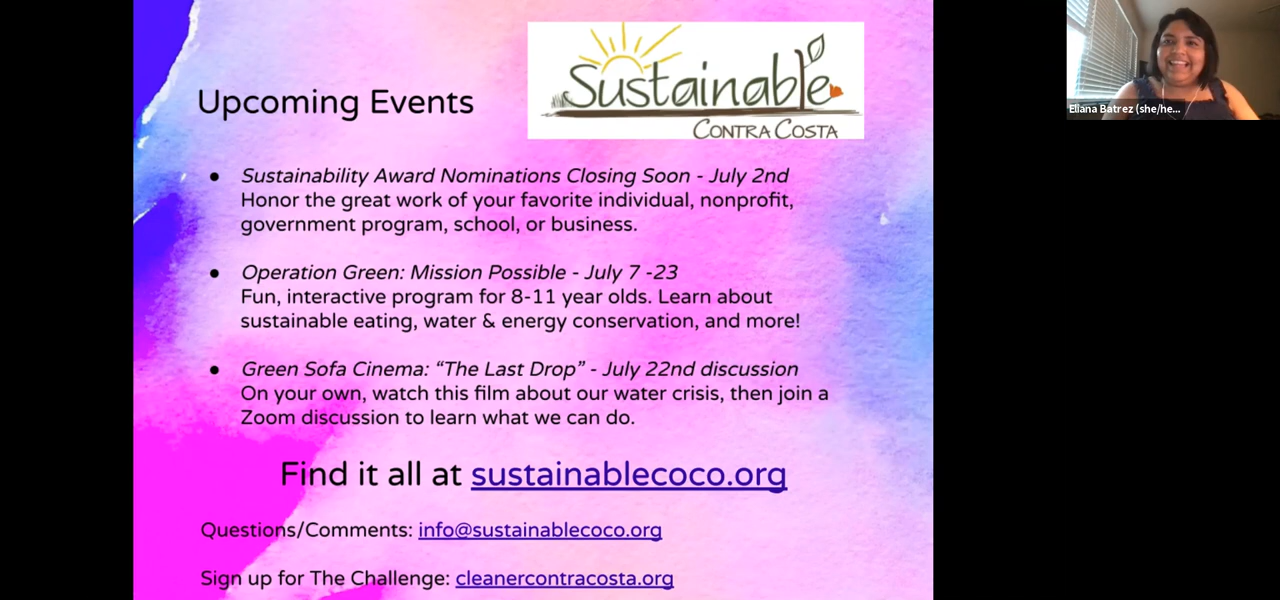 Sustainable
CONTRA COSTA
Upcoming Events
● Sustainability Award Nominations Closing Soon - July 2nd
Honor the great work of your favorite individual, nonprofit,
government program, school, or business.
● Operation Green: Mission Possible - July 7 -23
Fun, interactive program for 8-11 year olds. Learn about
sustainable eating, water & energy conservation, and more!
● Green Sofa Cinema: “The Last Drop” - July 22nd discussion
On your own, watch this film about our water crisis, then join a
Zoom discussion to learn what we can do.
Find it all at sustainablecoco.org
Questions/Comments: info@sustainablecoco.org
Sign up for The Challenge: cleanercontracosta.org
Eliana Batrez (she/he...